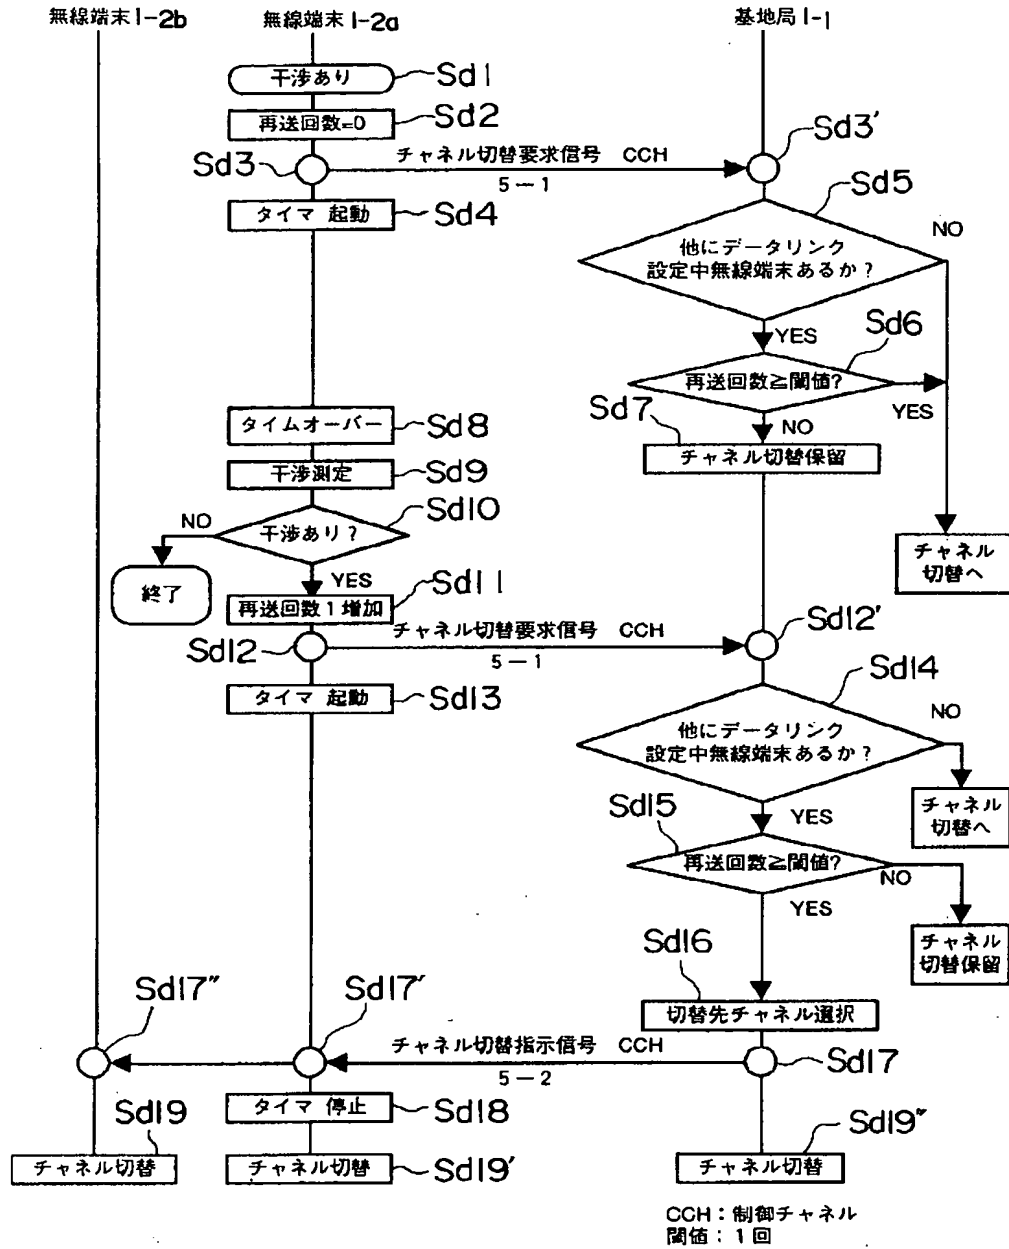 無線端末1-2b
無線端末1-2a
基地局1-1
干渉あり
Sd1
再送回数=0
Sd2
Sd3
チャネル切替要求信号 CCH
5-1
Sd3'
タイマ 起動
Sd4
Sd5
他にデータリンク
設定中無線端末あるか?
NO
YES
Sd6
再送回数≧閾値?
YES
Sd7
NO
チャネル切替保留
タイムオーバー
Sd8
干渉測定
Sd9
Sd10
干渉あり?
NO
終了
YES
チャネル
切替へ
Sd11
再送回数1増加
Sd12
チャネル切替要求信号 CCH
5-1
Sd12'
タイマ 起動
Sd13
Sd14
他にデータリンク
設定中無線端末あるか?
NO
チャネル
切替へ
YES
Sd15
再送回数≧閾値?
NO
YES
チャネル
切替保留
Sd16
切替先チャネル選択
Sd17"
Sd17'
チャネル切替指示信号 CCH
5-2
Sd17
タイマ 停止
Sd18
Sd19
チャネル切替
チャネル切替
Sd19'
Sd19"
チャネル切替
CCH:制御チャネル
閾値:1回